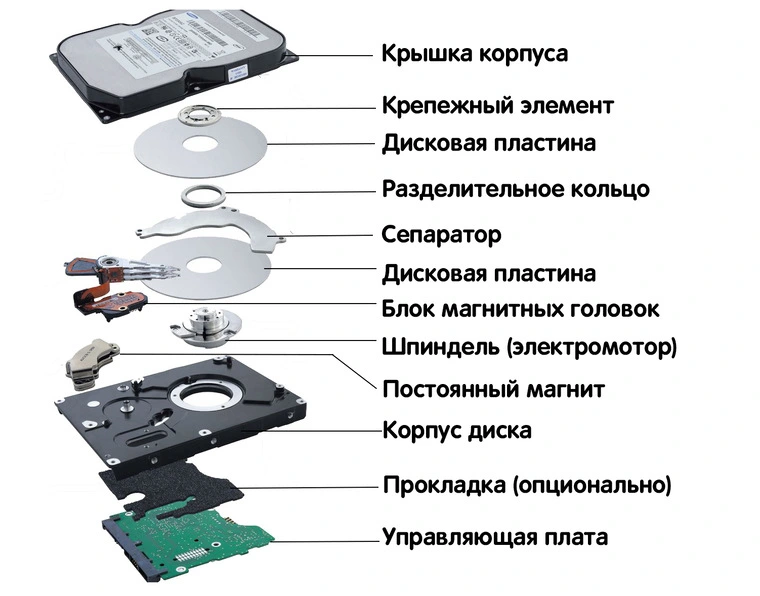 Крышка корпуса
Крепежный элемент
Дисковая пластина
Разделительное кольцо
Сепаратор
Дисковая пластина
Блок магнитных головок
Шпиндель (электромотор)
Постоянный магнит
Корпус диска
Прокладка (опционально)
Управляющая плата